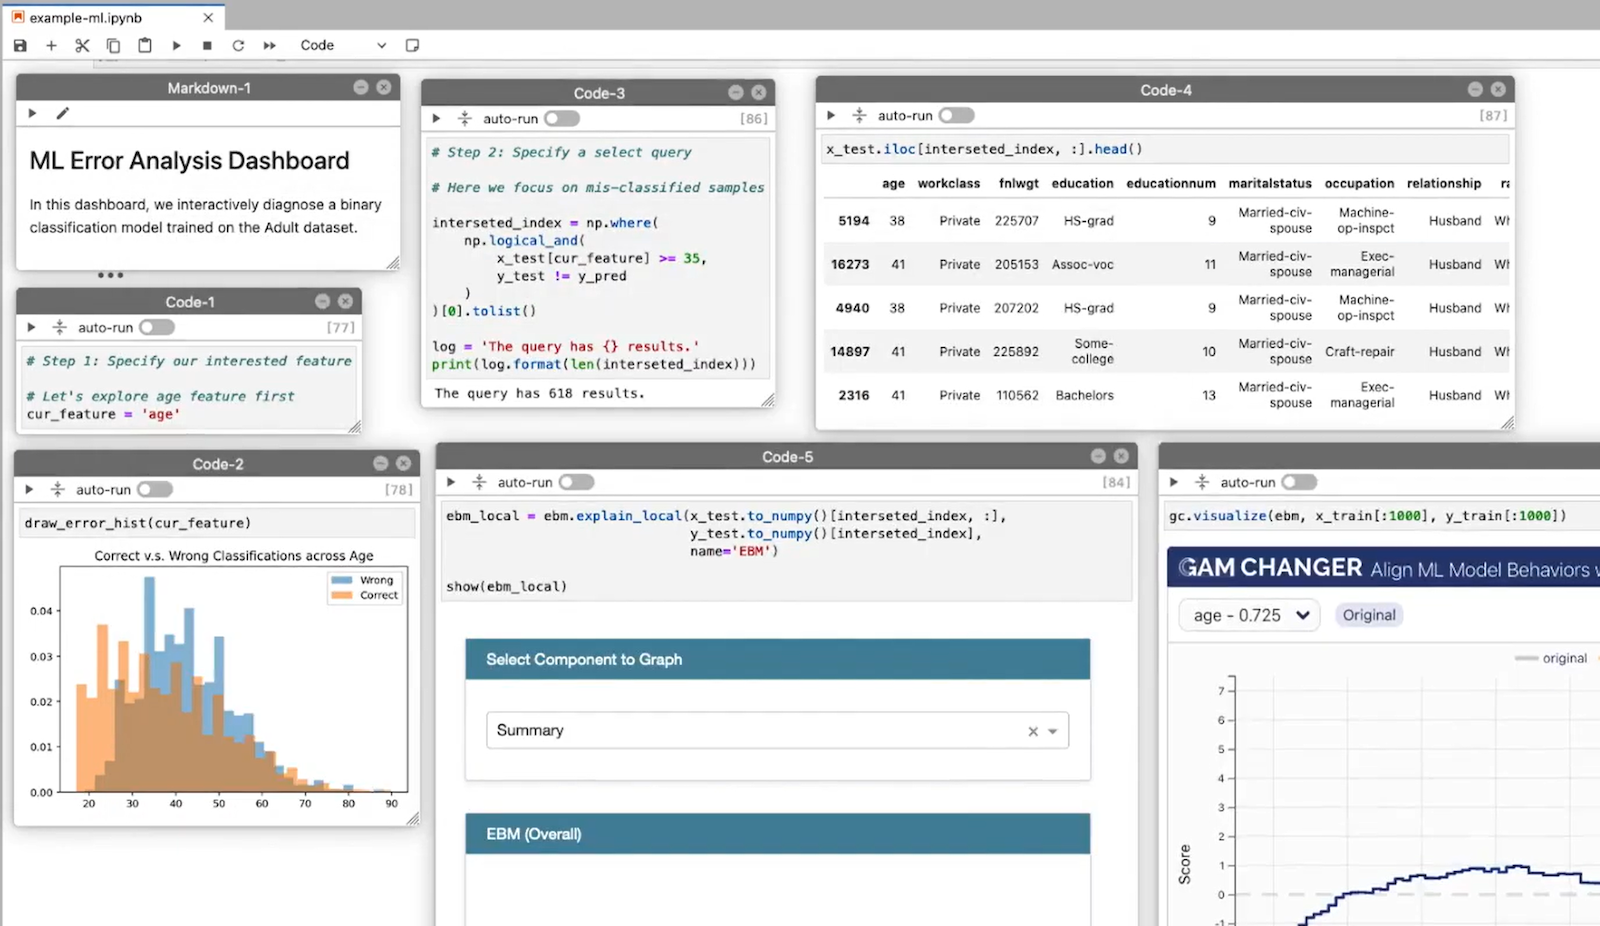 example-ml.ipynb
Code
Markdown-1
ML Error Analysis Dashboard
In this dashboard, we interactively diagnose a binary
classification model trained on the Adult dataset.
Code-1
auto-run
[77]
# Step 1: Specify our interested feature
# Let's explore age feature first
cur_feature = 'age'
Code-2
auto-run
[78]
draw_error_hist(cur_feature)
Correct v.s. Wrong Classifications across Age
Wrong
Correct
0.04
0.03
0.02
0.01
0.00
20 30 40 50 60 70 80 90
Code-3
auto-run
[86]
# Step 2: Specify a select query
# Here we focus on mis-classified samples
interseted_index = np.where(
np.logical_and(
x_test[cur_feature] >= 35,
y_test != y_pred
)
)[0].tolist()
log = 'The query has {} results.'
print(log.format(len(interseted_index)))
The query has 618 results.
Code-4
auto-run
[87]
x_test.iloc[interseted_index, :].head()
age workclass fnlwgt education educationnum maritalstatus occupation relationship
5194 38 Private 225707 HS-grad 9 Married-civ-spouse Machine-op-inspct Husband
16273 41 Private 205153 Assoc-voc 11 Married-civ-spouse Exec-managerial Husband
4940 38 Private 207202 HS-grad 9 Married-civ-spouse Machine-op-inspct Husband
14897 41 Private 225892 Some-college 10 Married-civ-spouse Craft-repair Husband
2316 41 Private 110562 Bachelors 13 Married-civ-spouse Exec-managerial Husband
Code-5
auto-run
[84]
ebm_local = ebm.explain_local(x_test.to_numpy()[interseted_index, :],
y_test.to_numpy()[interseted_index],
name='EBM')
show(ebm_local)
Select Component to Graph
Summary
EBM (Overall)
auto-run
gc.visualize(ebm, x_train[:1000], y_train[:1000])
GAM CHANGER Align ML Model Behaviors
age - 0.725
Original
original
7
6
5
4
3
2
1
0
-1
Score